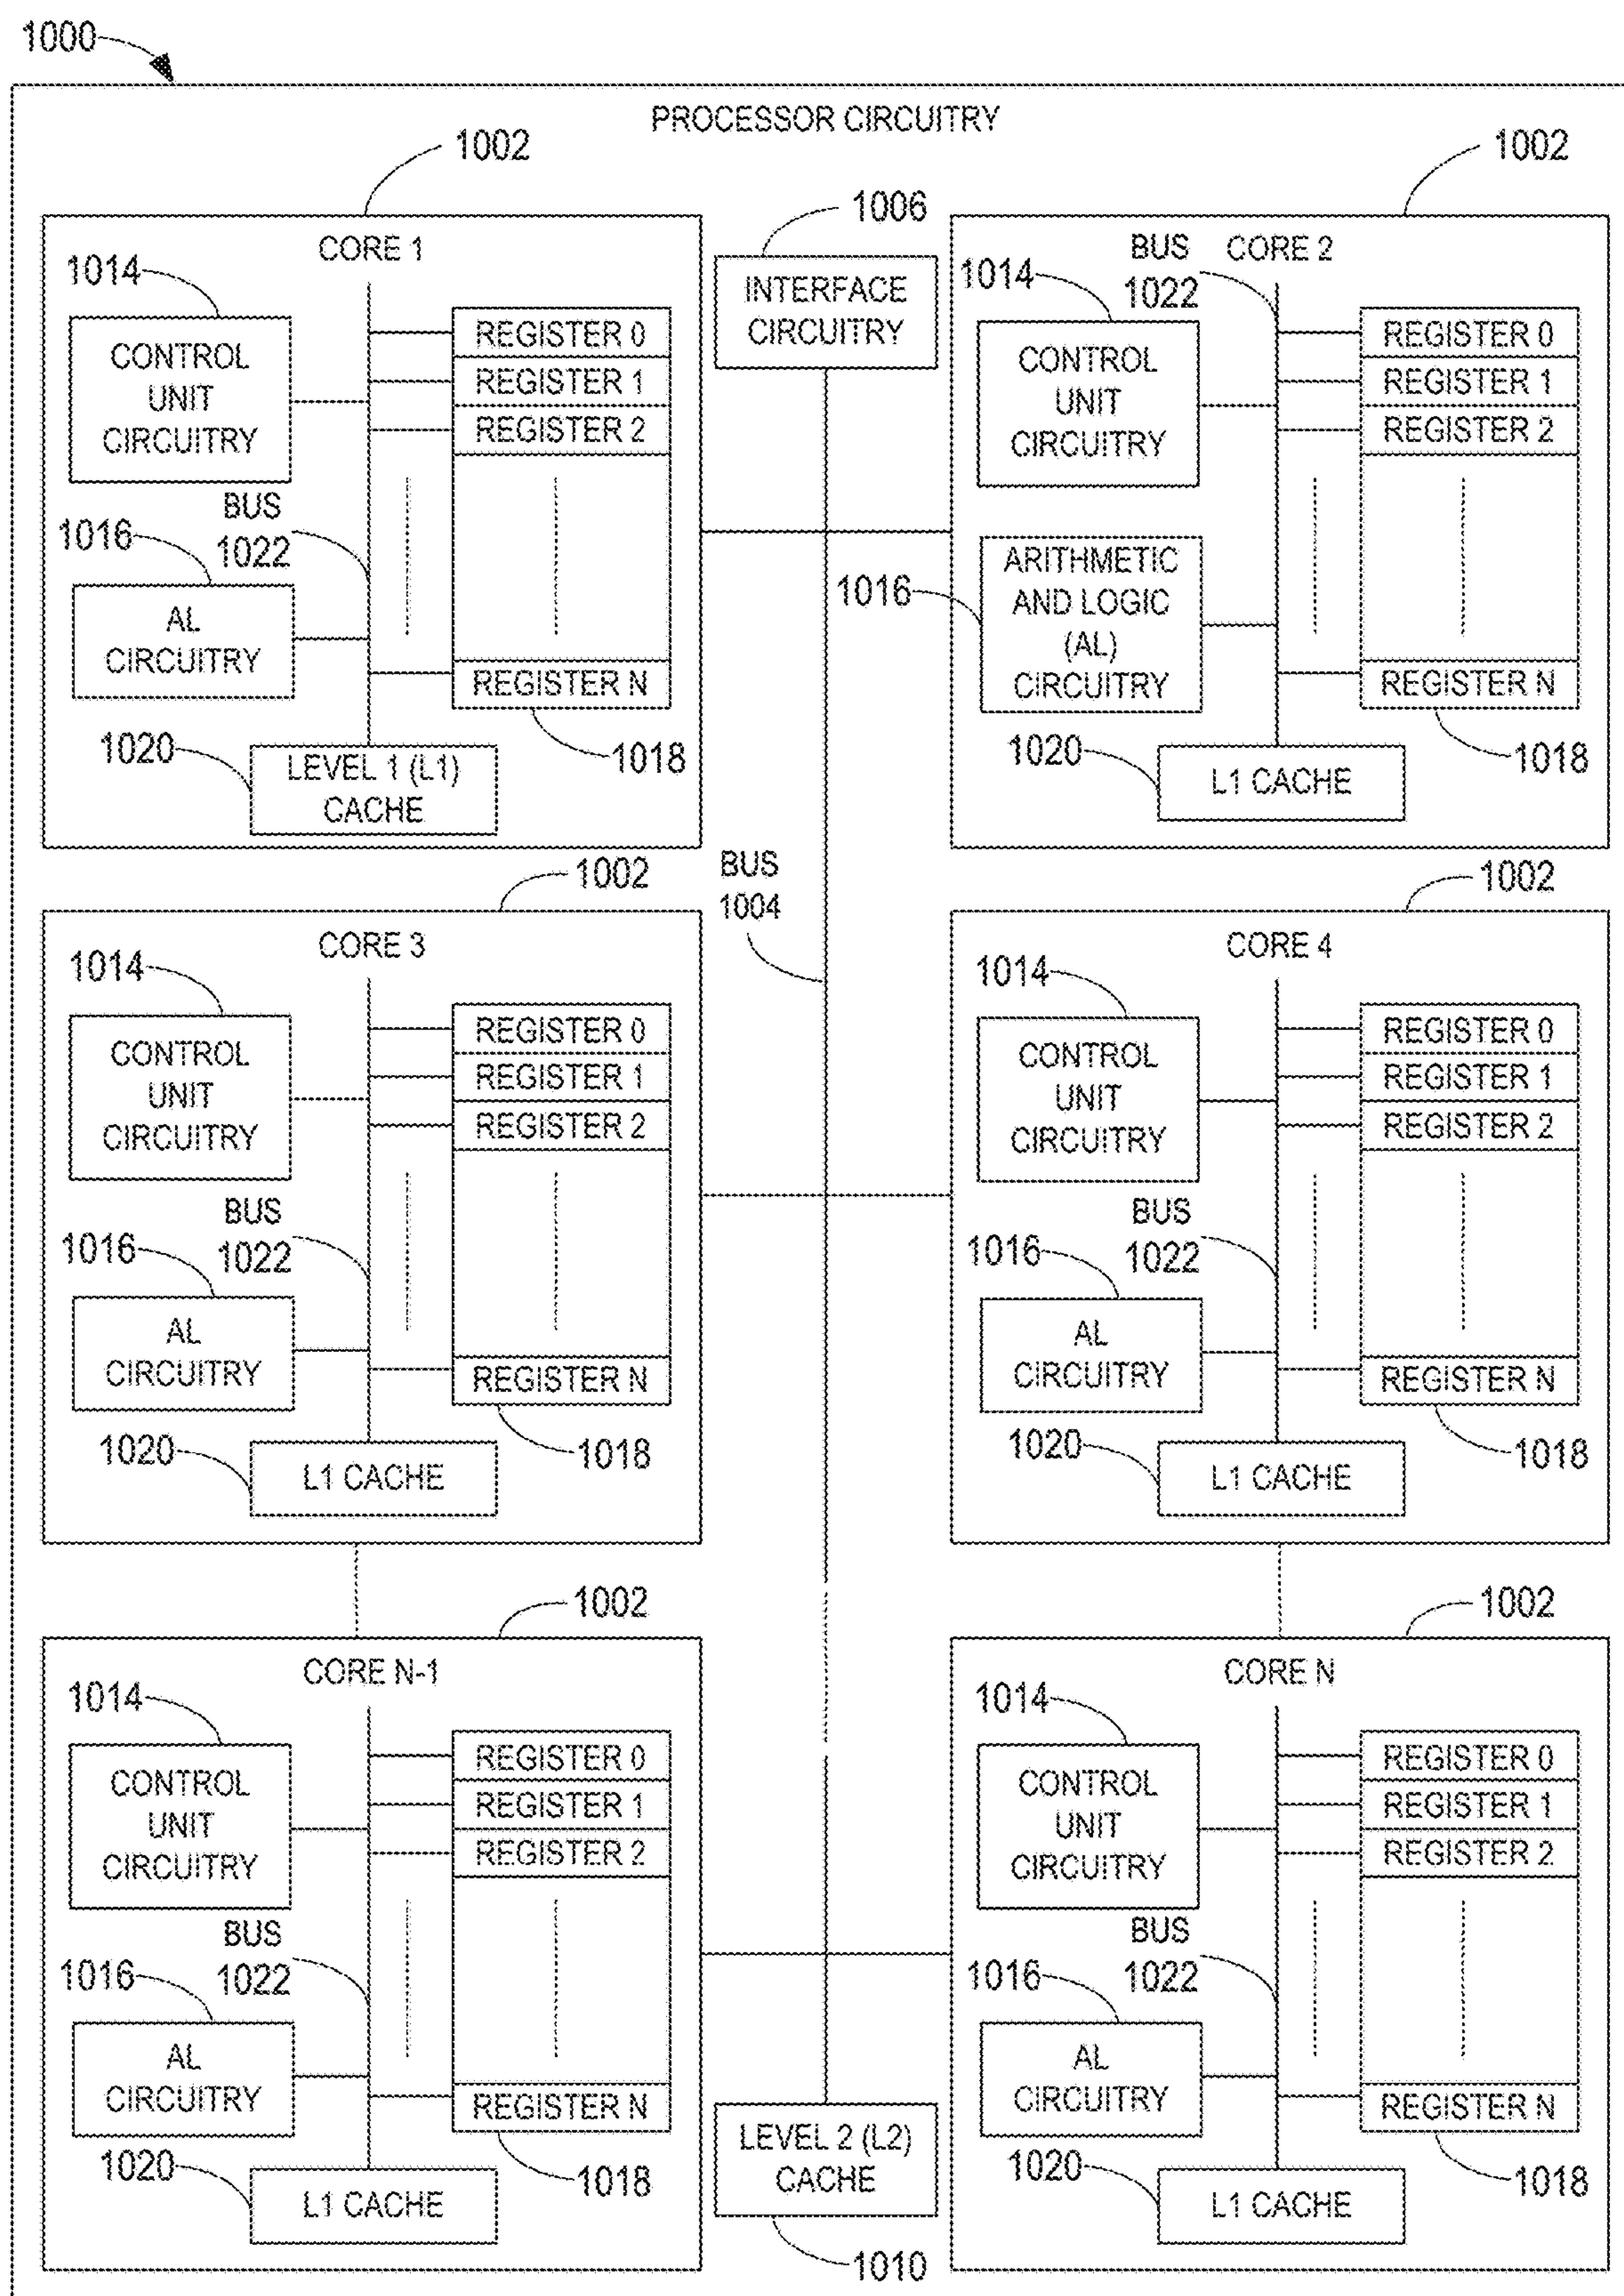 1000
PROCESSOR CIRCUITRY
1002
CORE 1
1014
CONTROL
UNIT
CIRCUITRY
REGISTER 0
REGISTER 1
REGISTER 2
BUS
1022
1016
AL
CIRCUITRY
REGISTER N
1020
LEVEL 1 (L1)
CACHE
1018
1006
INTERFACE
CIRCUITRY
1002
BUS
1022
CORE 2
1014
CONTROL
UNIT
CIRCUITRY
REGISTER 0
REGISTER 1
REGISTER 2
1016
ARITHMETIC
AND LOGIC
(AL)
CIRCUITRY
REGISTER N
1020
L1 CACHE
1018
BUS
1004
1002
CORE 3
1014
CONTROL
UNIT
CIRCUITRY
REGISTER 0
REGISTER 1
REGISTER 2
BUS
1022
1016
AL
CIRCUITRY
REGISTER N
1020
L1 CACHE
1018
1002
CORE 4
1014
CONTROL
UNIT
CIRCUITRY
REGISTER 0
REGISTER 1
REGISTER 2
BUS
1022
1016
AL
CIRCUITRY
REGISTER N
1020
L1 CACHE
1018
1002
CORE N-1
1014
CONTROL
UNIT
CIRCUITRY
REGISTER 0
REGISTER 1
REGISTER 2
BUS
1022
1016
AL
CIRCUITRY
REGISTER N
1020
L1 CACHE
1018
LEVEL 2 (L2)
CACHE
1010
1002
CORE N
1014
CONTROL
UNIT
CIRCUITRY
REGISTER 0
REGISTER 1
REGISTER 2
BUS
1022
1016
AL
CIRCUITRY
REGISTER N
1020
L1 CACHE
1018